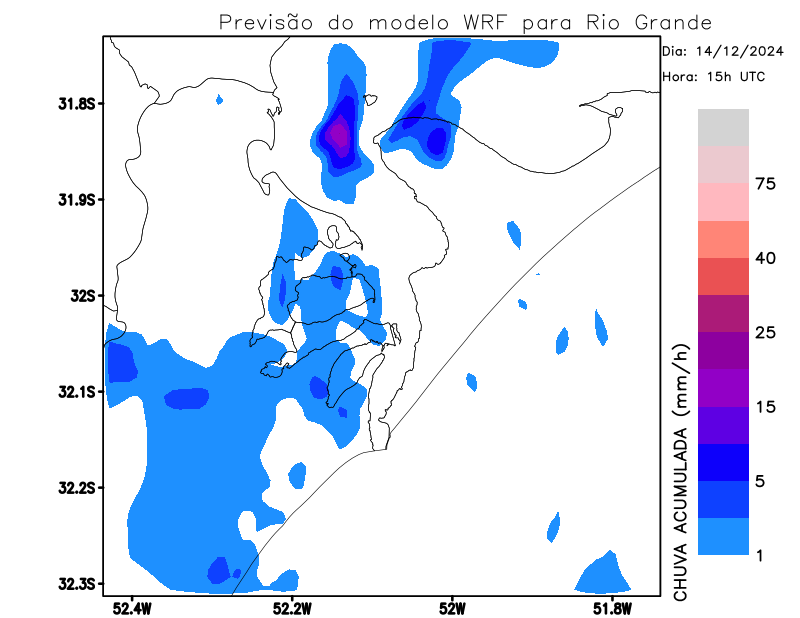 Previsão do modelo WRF para Rio Grande
Dia: 14/12/2024
Hora: 15h UTC
31.8S
31.9S
32S
32.1S
32.2S
32.3S
52.4W
52.2W
52W
51.8W
75
40
25
15
5
1
CHUVA ACUMULADA (mm/h)